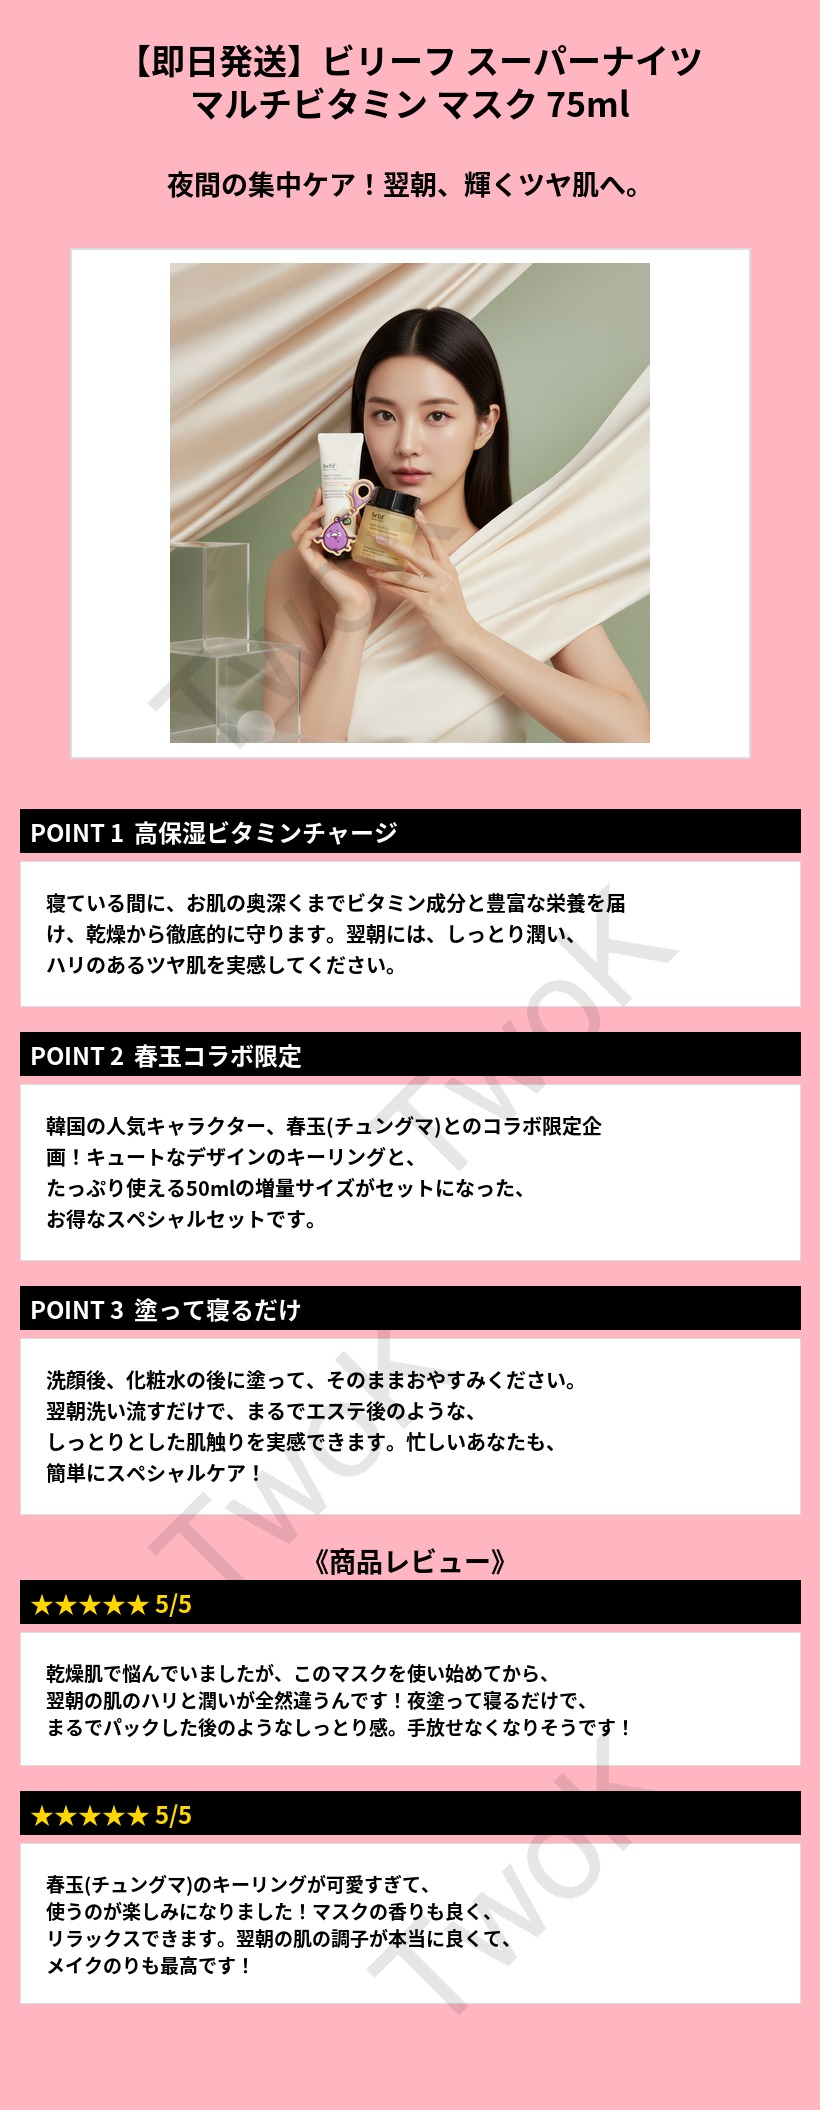 【即日発送】ビリーフ スーパーナイツ
マルチビタミン マスク 75ml
夜間の集中ケア！翌朝、輝くツヤ肌へ。
belif
belif
TwoK
POINT 1 高保湿ビタミンチャージ
寝ている間に、お肌の奥深くまでビタミン成分と豊富な栄養を届
け、乾燥から徹底的に守ります。翌朝には、しっとり潤い、
ハリのあるツヤ肌を実感してください。
TwoK
POINT 2 春玉コラボ限定
韓国の人気キャラクター、春玉(チュングマ)とのコラボ限定企
画！キュートなデザインのキーリングと、
たっぷり使える50mlの増量サイズがセットになった、
お得なスペシャルセットです。
POINT 3 塗って寝るだけ
洗顔後、化粧水の後に塗って、そのままおやすみください。
翌朝洗い流すだけで、まるでエステ後のような、
しっとりとした肌触りを実感できます。忙しいあなたも、
簡単にスペシャルケア！
TwoK
《商品レビュー》
★★★★★ 5/5
乾燥肌で悩んでいましたが、このマスクを使い始めてから、
翌朝の肌のハリと潤いが全然違うんです！夜塗って寝るだけで、
まるでパックした後のようなしっとり感。手放せなくなりそうです！
★★★★★ 5/5
春玉(チュングマ)のキーリングが可愛すぎて、
使うのが楽しみになりました！マスクの香りも良く、
リラックスできます。翌朝の肌の調子が本当に良くて、
メイクのりも最高です！
TwoK